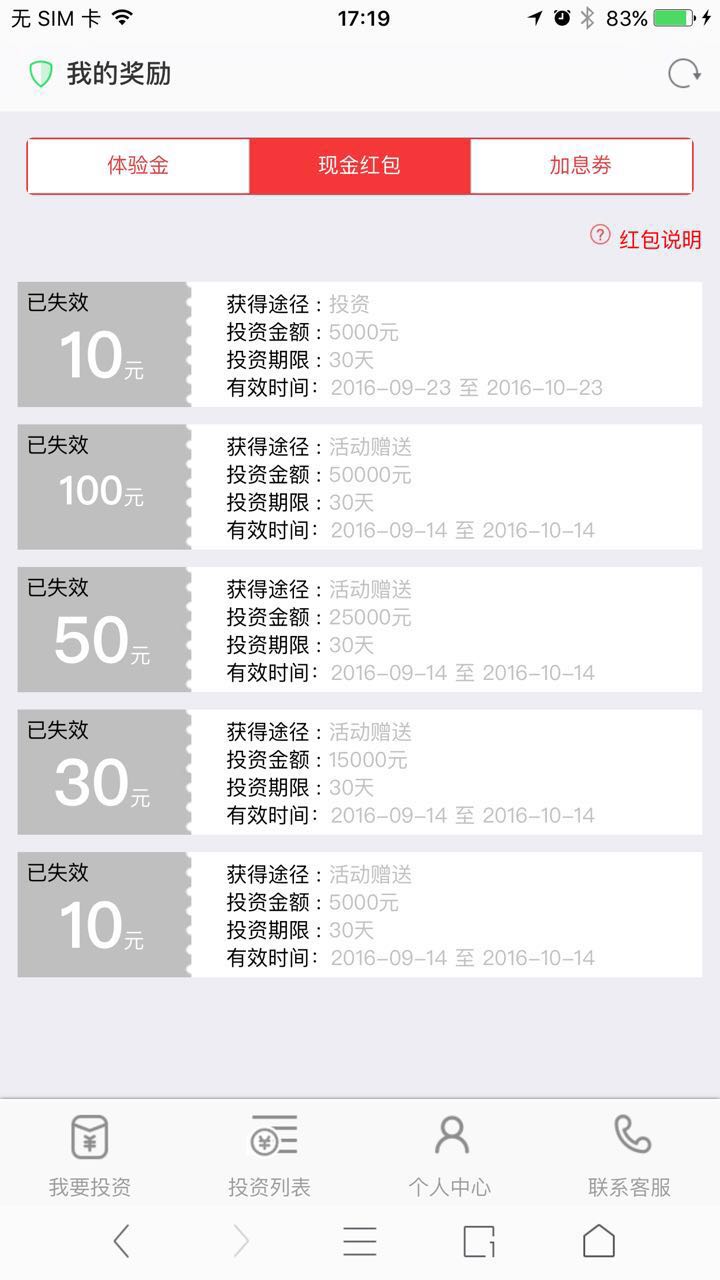 无 SIM 卡 17:19 83%
我的奖励
体验金 现金红包 加息券
? 红包说明
已失效
10元
获得途径：投资
投资金额：5000元
投资期限：30天
有效时间： 2016-09-23 至 2016-10-23
已失效
100元
获得途径：活动赠送
投资金额：50000元
投资期限：30天
有效时间： 2016-09-14 至 2016-10-14
已失效
50元
获得途径：活动赠送
投资金额：25000元
投资期限：30天
有效时间： 2016-09-14 至 2016-10-14
已失效
30元
获得途径：活动赠送
投资金额：15000元
投资期限：30天
有效时间： 2016-09-14 至 2016-10-14
已失效
10元
获得途径：活动赠送
投资金额：5000元
投资期限：30天
有效时间： 2016-09-14 至 2016-10-14
我要投资 投资列表 个人中心 联系客服
1